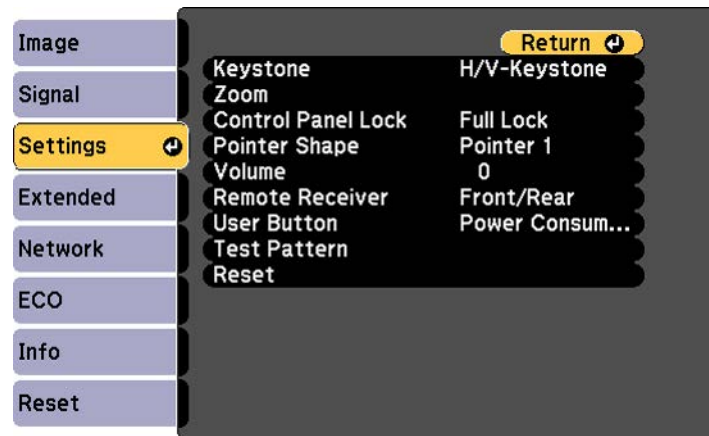 Image
Signal
Settings
Extended
Network
ECO
Info
Reset
Return
Keystone H/V-Keystone
Zoom
Control Panel Lock Full Lock
Pointer Shape Pointer 1
Volume 0
Remote Receiver Front/Rear
User Button Power Consum...
Test Pattern
Reset